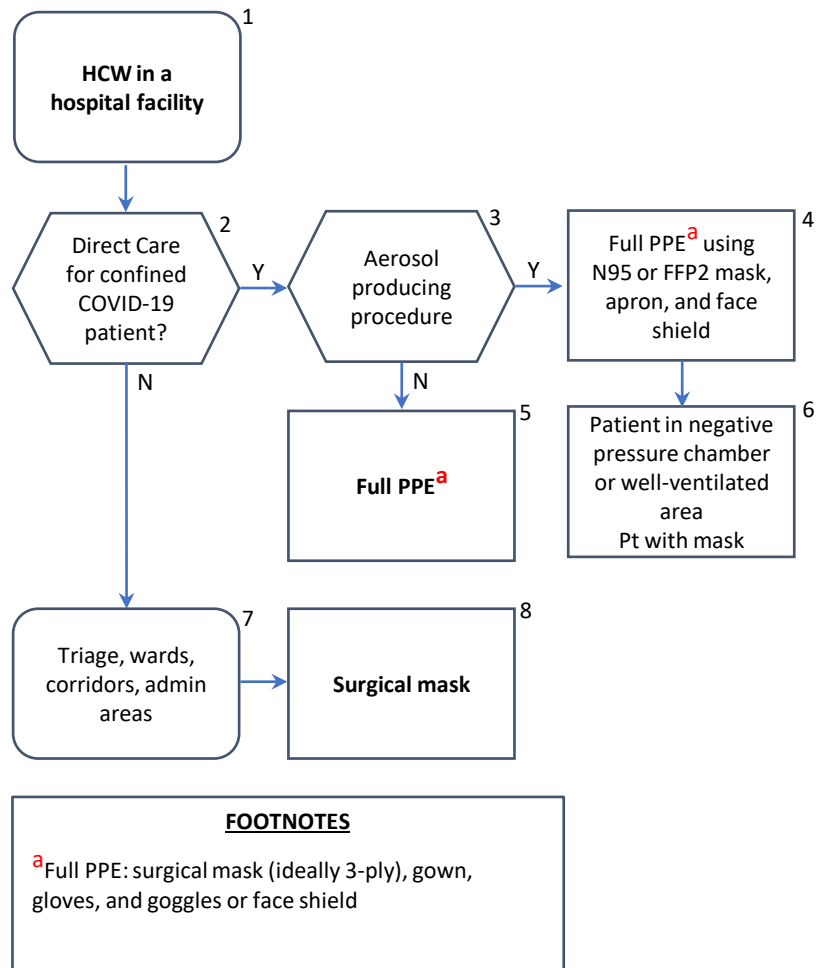 1
HCW in a
hospital facility
2
Direct Care
for confined
COVID-19
patient?
Y
3
Aerosol
producing
procedure
Y
4
Full PPEa using
N95 or FFP2 mask,
apron, and face
shield
N
N
5
Full PPEa
6
Patient in negative
pressure chamber
or well-ventilated
area
Pt with mask
7
Triage, wards,
corridors, admin
areas
8
Surgical mask
FOOTNOTES
aFull PPE: surgical mask (ideally 3-ply), gown,
gloves, and goggles or face shield